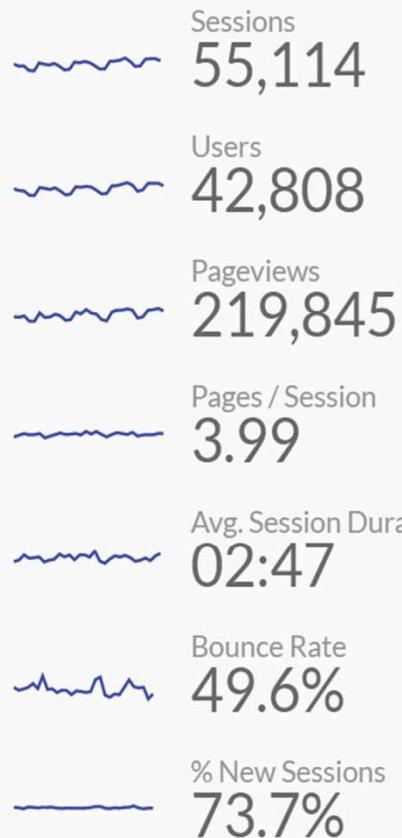 Sessions
55,114
Users
42,808
Pageviews
219,845
Pages / Session
3.99
Avg. Session Dura
02:47
Bounce Rate
49.6%
% New Sessions
73.7%